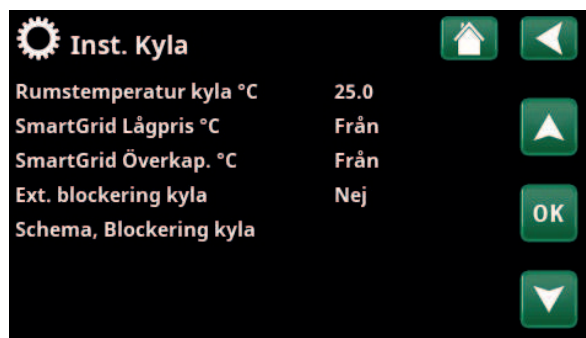 Inst. Kyla
Rumstemperatur kyla °C 25.0
SmartGrid Lågpris °C Från
SmartGrid Överkap. °C Från
Ext. blockering kyla Nej
Schema, Blockering kyla
OK